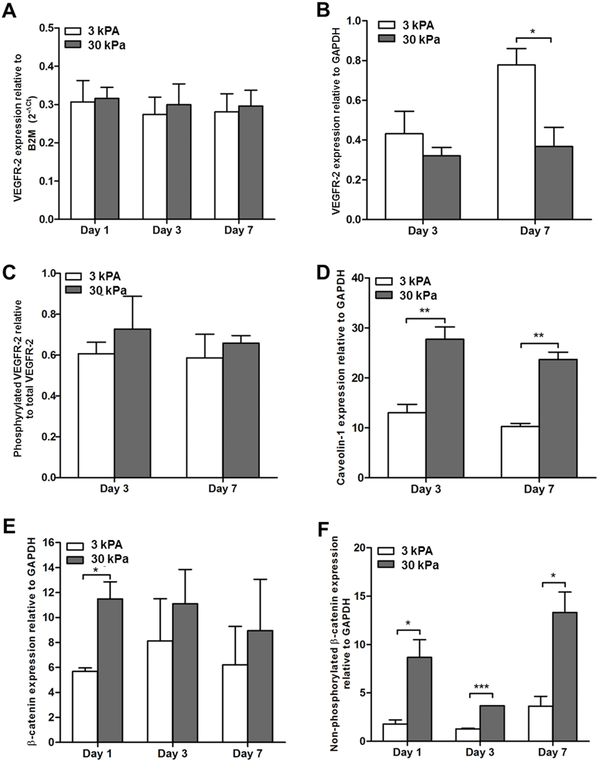 A
3 kPA
30 kPa
VEGFR-2 expression relative to
B2M (2^-ΔCt)
0.5
0.4
0.3
0.2
0.1
0.0
Day 1 Day 3 Day 7
B
3 kPA
30 kPa
VEGFR-2 expression relative to GAPDH
1.0
0.8
0.6
0.4
0.2
0.0
*
Day 3 Day 7
C
3 kPA
30 kPa
Phosphyrylated VEGFR-2 relative
to total VEGFR-2
1.0
0.8
0.6
0.4
0.2
0.0
Day 3 Day 7
D
3 kPA
30 kPa
Caveolin-1 expression relative to GAPDH
40
30
20
10
0
**
**
Day 3 Day 7
E
3 kPA
30 kPa
β-catenin expression relative to GAPDH
16
14
12
10
8
6
4
2
0
*
Day 1 Day 3 Day 7
F
3 kPA
30 kPa
Non-phosphorylated β-catenin expression
relative to GAPDH
20
15
10
5
0
*
***
*
Day 1 Day 3 Day 7